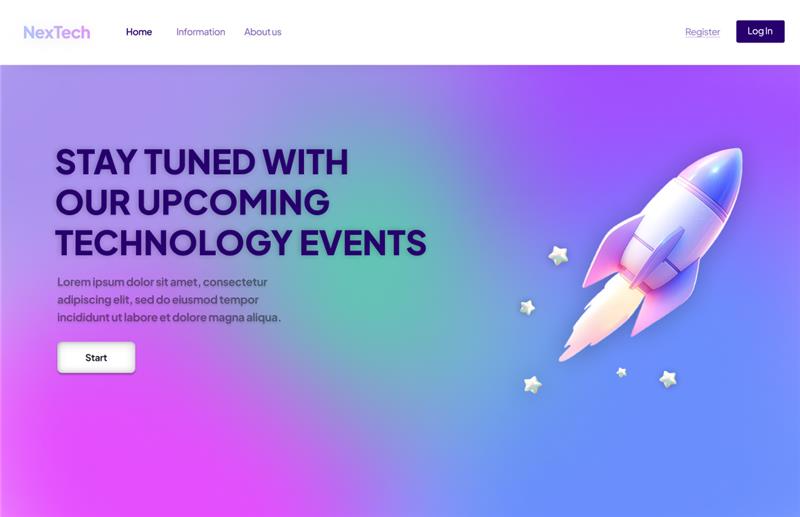 NexTech
Home
Information
About us
Register
Log In
STAY TUNED WITH
OUR UPCOMING
TECHNOLOGY EVENTS
Lorem ipsum dolor sit amet, consectetur
adipiscing elit, sed do eiusmod tempor
incididunt ut labore et dolore magna aliqua.
Start